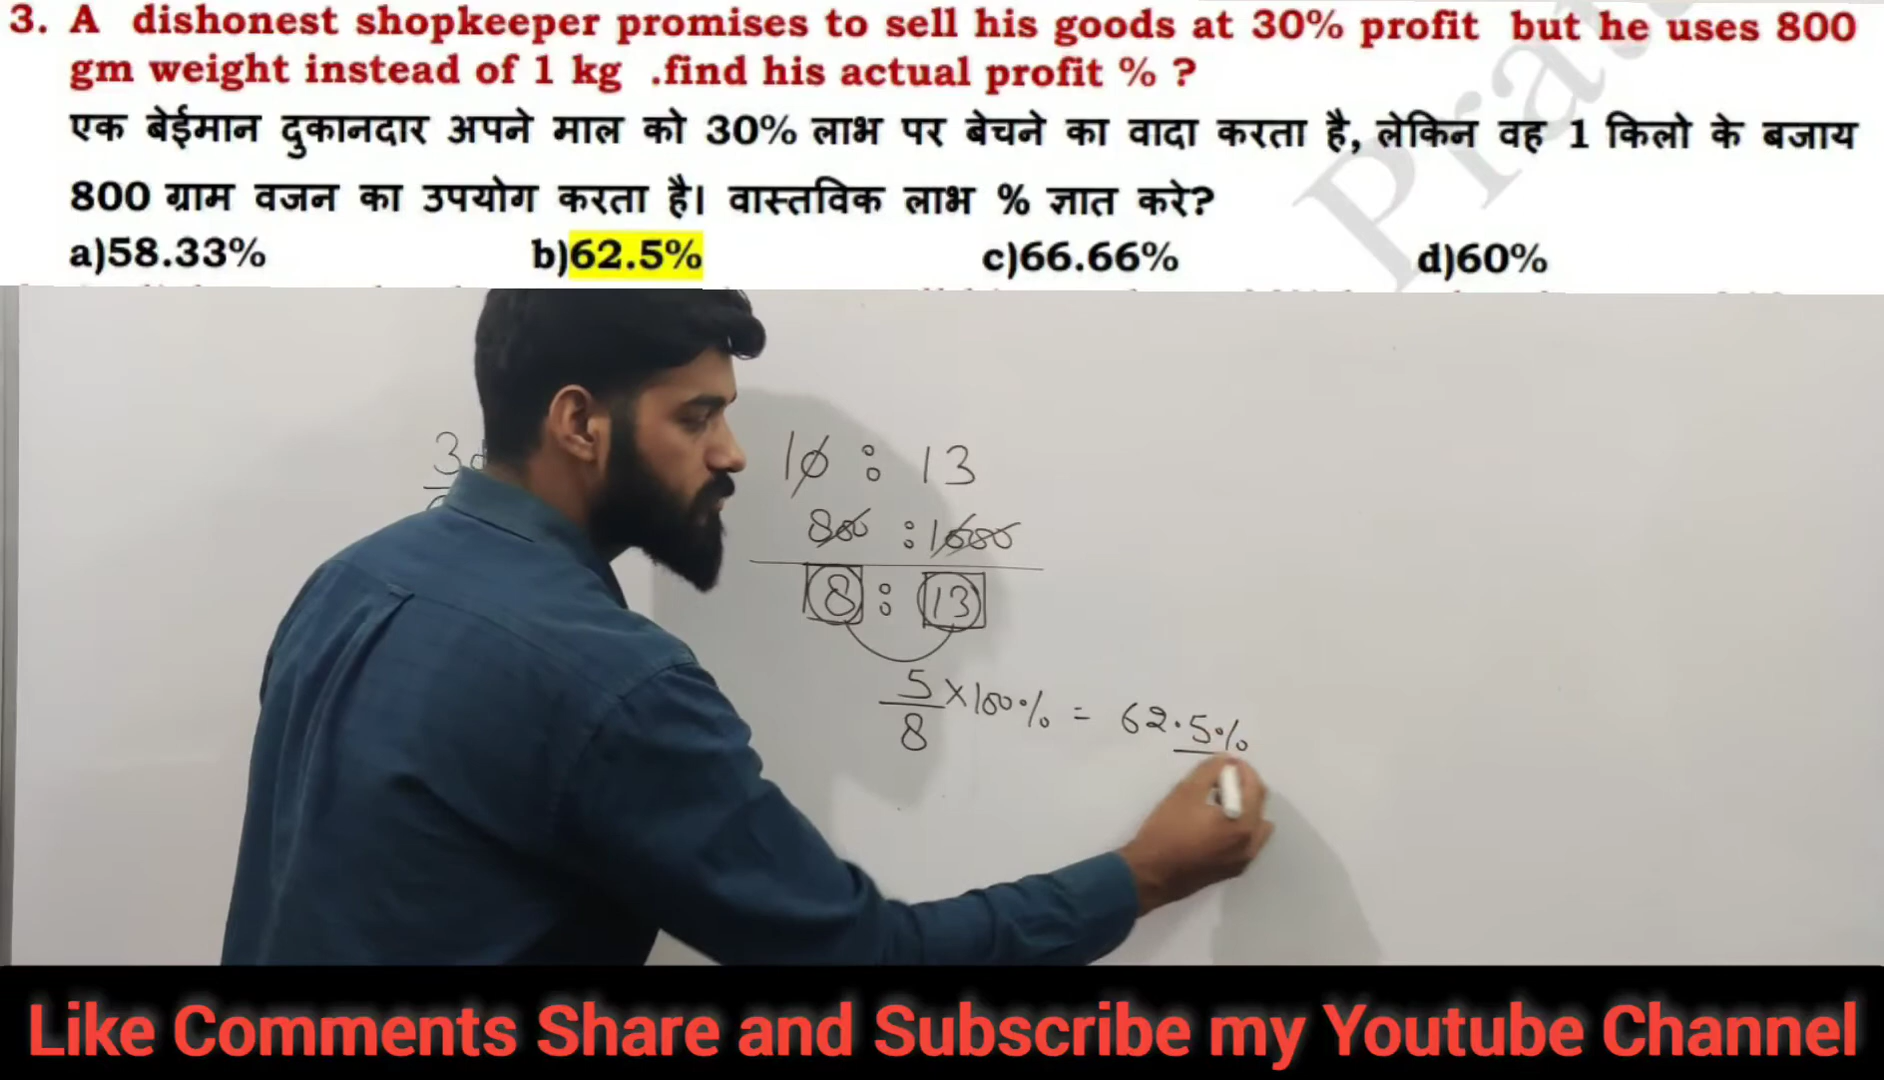 3. A dishonest shopkeeper promises to sell his goods at 30% profit but he uses 800
gm weight instead of 1 kg .find his actual profit % ?
एक बेईमान दुकानदार अपने माल को 30% लाभ पर बेचने का वादा करता है, लेकिन वह 1 किलो के बजाय
800 ग्राम वजन का उपयोग करता है। वास्तविक लाभ % ज्ञात करे?
a)58.33% b)62.5% c)66.66% d)60%
10 : 13
800 : 1000
8 : 13
5/8 ×100% = 62.5%
Like Comments Share and Subscribe my Youtube Channel